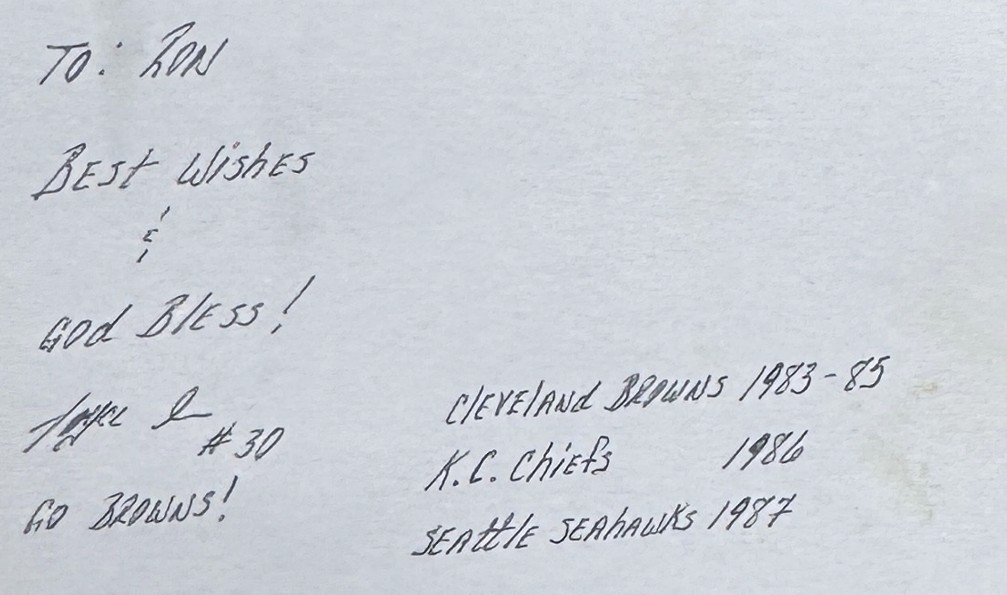 TO: RON
BEst WishES
&
GOd BlEss!
#30
GO BROWNS!
ClEVElANd BROWNS 1983-85
K.C. ChiEfs 1986
SEAttlE SEAhAWKs 1987